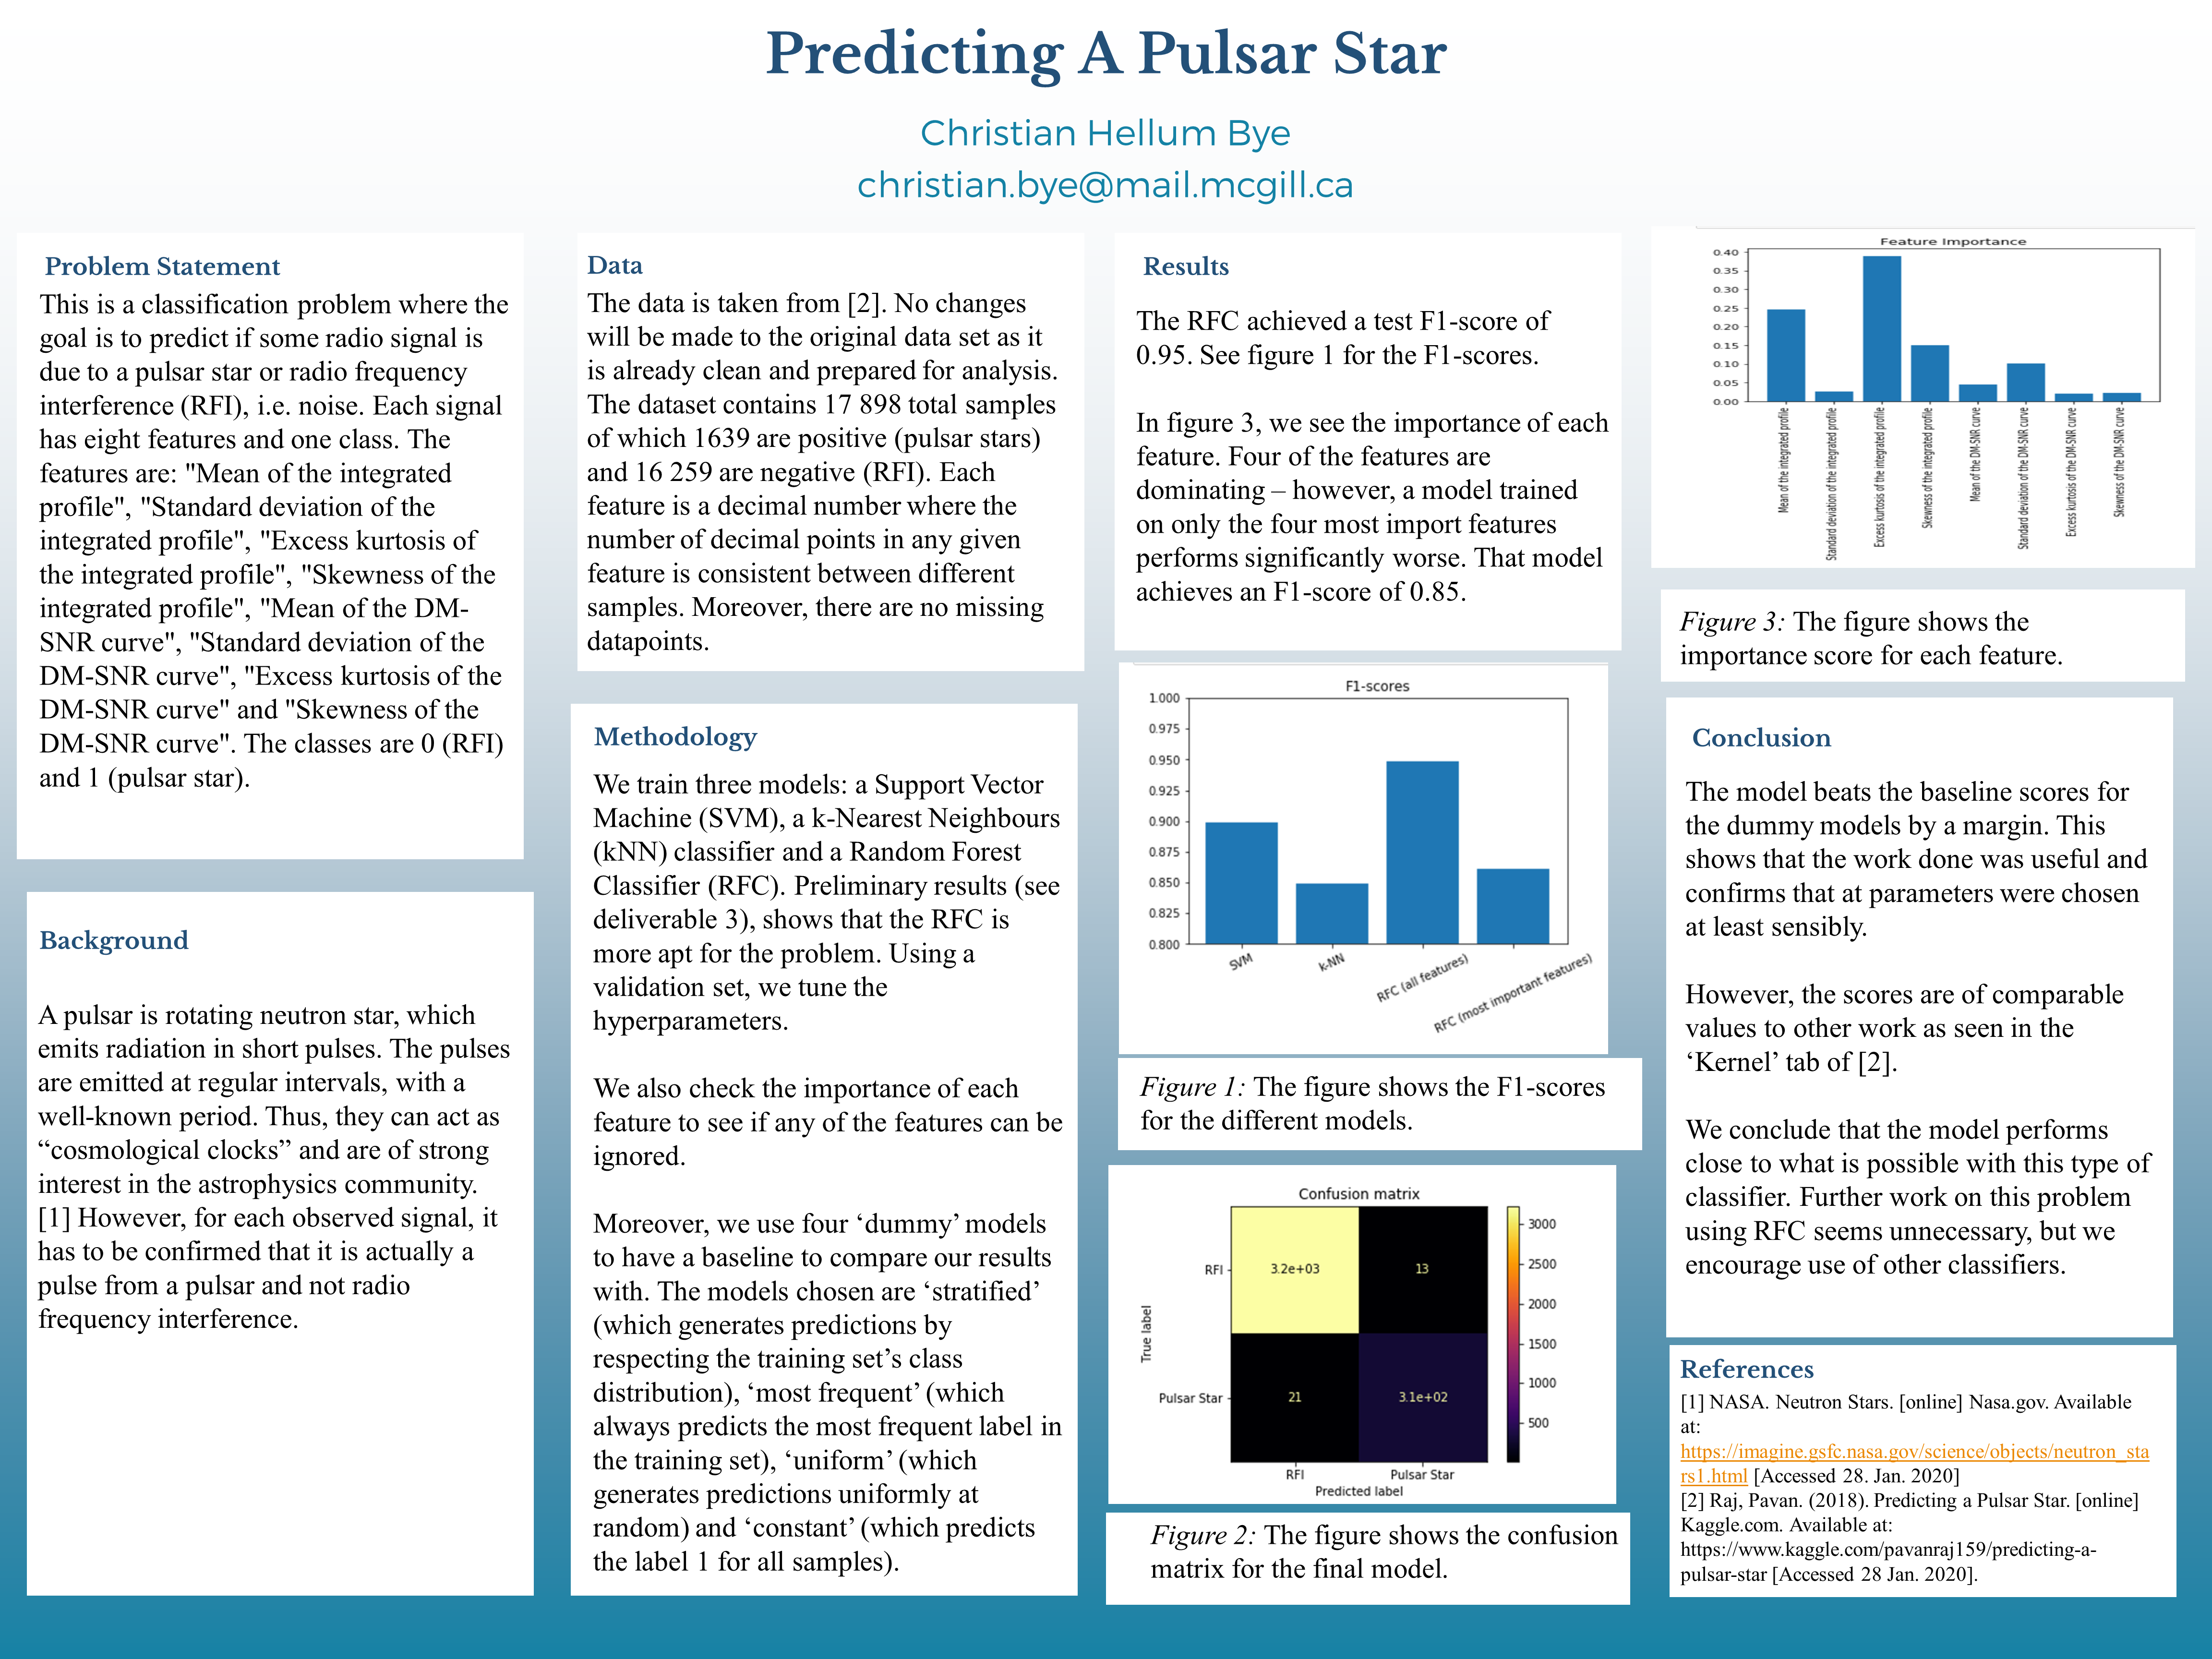 Predicting A Pulsar Star
Christian Hellum Bye
christian.bye@mail.mcgill.ca
Problem Statement
This is a classification problem where the
goal is to predict if some radio signal is
due to a pulsar star or radio frequency
interference (RFI), i.e. noise. Each signal
has eight features and one class. The
features are: "Mean of the integrated
profile", "Standard deviation of the
integrated profile", "Excess kurtosis of
the integrated profile", "Skewness of the
integrated profile", "Mean of the DM-
SNR curve", "Standard deviation of the
DM-SNR curve", "Excess kurtosis of the
DM-SNR curve" and "Skewness of the
DM-SNR curve". The classes are 0 (RFI)
and 1 (pulsar star).
Background
A pulsar is rotating neutron star, which
emits radiation in short pulses. The pulses
are emitted at regular intervals, with a
well-known period. Thus, they can act as
“cosmological clocks” and are of strong
interest in the astrophysics community.
[1] However, for each observed signal, it
has to be confirmed that it is actually a
pulse from a pulsar and not radio
frequency interference.
Data
The data is taken from [2]. No changes
will be made to the original data set as it
is already clean and prepared for analysis.
The dataset contains 17 898 total samples
of which 1639 are positive (pulsar stars)
and 16 259 are negative (RFI). Each
feature is a decimal number where the
number of decimal points in any given
feature is consistent between different
samples. Moreover, there are no missing
datapoints.
Methodology
We train three models: a Support Vector
Machine (SVM), a k-Nearest Neighbours
(kNN) classifier and a Random Forest
Classifier (RFC). Preliminary results (see
deliverable 3), shows that the RFC is
more apt for the problem. Using a
validation set, we tune the
hyperparameters.
We also check the importance of each
feature to see if any of the features can be
ignored.
Moreover, we use four ‘dummy’ models
to have a baseline to compare our results
with. The models chosen are ‘stratified’
(which generates predictions by
respecting the training set’s class
distribution), ‘most frequent’ (which
always predicts the most frequent label in
the training set), ‘uniform’ (which
generates predictions uniformly at
random) and ‘constant’ (which predicts
the label 1 for all samples).
Results
The RFC achieved a test F1-score of
0.95. See figure 1 for the F1-scores.
In figure 3, we see the importance of each
feature. Four of the features are
dominating – however, a model trained
on only the four most import features
performs significantly worse. That model
achieves an F1-score of 0.85.
F1-scores
1.000
0.975
0.950
0.925
0.900
0.875
0.850
0.825
0.800
SVM
k-NN
RFC (all features)
RFC (most important features)
Figure 1: The figure shows the F1-scores
for the different models.
Confusion matrix
True label
RFI
3.2e+03
13
Pulsar Star
21
3.1e+02
RFI
Pulsar Star
Predicted label
3000
2500
2000
1500
1000
500
Figure 2: The figure shows the confusion
matrix for the final model.
Feature Importance
0.40
0.35
0.30
0.25
0.20
0.15
0.10
0.05
0.00
Mean of the integrated profile
Standard deviation of the integrated profile
Excess kurtosis of the integrated profile
Skewness of the integrated profile
Mean of the DM-SNR curve
Standard deviation of the DM-SNR curve
Excess kurtosis of the DM-SNR curve
Skewness of the DM-SNR curve
Figure 3: The figure shows the
importance score for each feature.
Conclusion
The model beats the baseline scores for
the dummy models by a margin. This
shows that the work done was useful and
confirms that at parameters were chosen
at least sensibly.
However, the scores are of comparable
values to other work as seen in the
‘Kernel’ tab of [2].
We conclude that the model performs
close to what is possible with this type of
classifier. Further work on this problem
using RFC seems unnecessary, but we
encourage use of other classifiers.
References
[1] NASA. Neutron Stars. [online] Nasa.gov. Available
at:
https://imagine.gsfc.nasa.gov/science/objects/neutron_sta
rs1.html [Accessed 28. Jan. 2020]
[2] Raj, Pavan. (2018). Predicting a Pulsar Star. [online]
Kaggle.com. Available at:
https://www.kaggle.com/pavanraj159/predicting-a-
pulsar-star [Accessed 28 Jan. 2020].